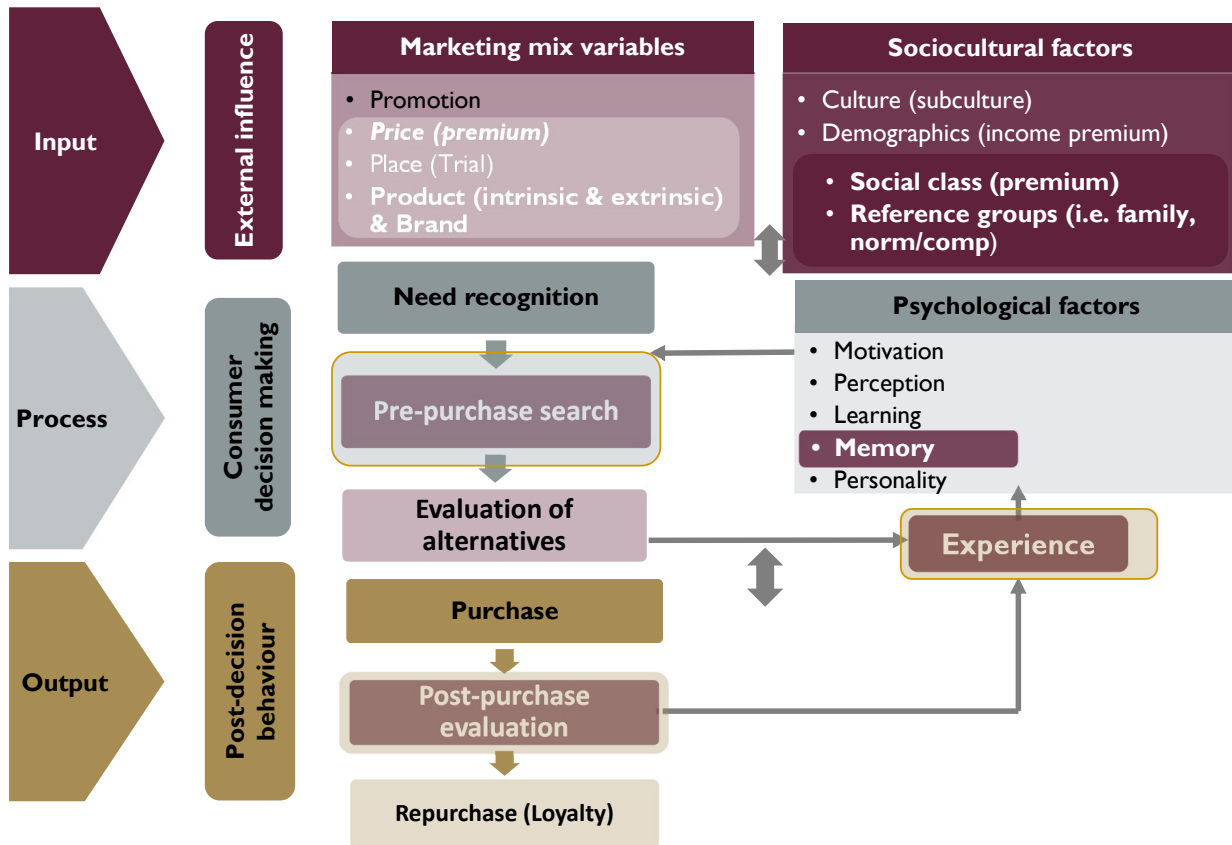 Input
External influence
Marketing mix variables
• Promotion
• Price (premium)
• Place (Trial)
• Product (intrinsic & extrinsic)
& Brand
Sociocultural factors
• Culture (subculture)
• Demographics (income premium)
• Social class (premium)
• Reference groups (i.e. family,
norm/comp)
Process
Consumer
decision making
Need recognition
Pre-purchase search
Evaluation of
alternatives
Psychological factors
• Motivation
• Perception
• Learning
• Memory
• Personality
Experience
Output
Post-decision
behaviour
Purchase
Post-purchase
evaluation
Repurchase (Loyalty)